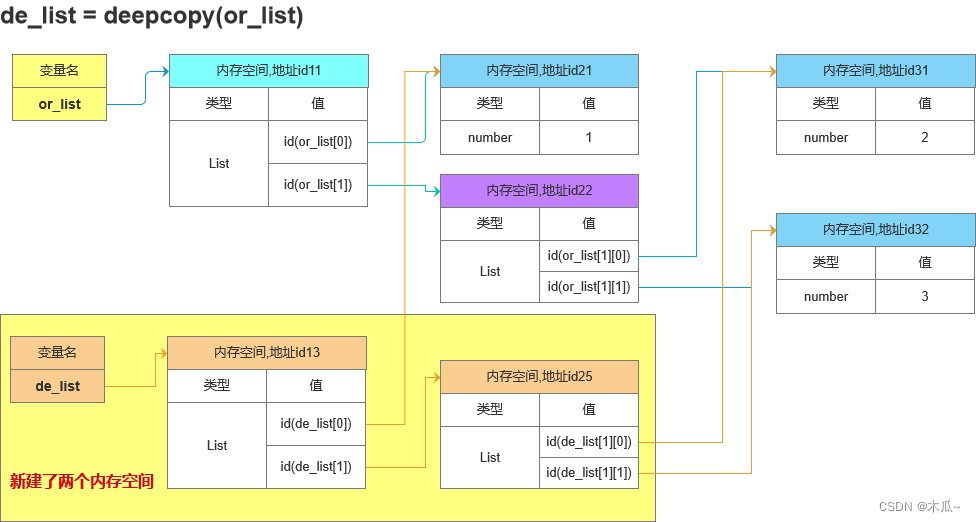 de_list = deepcopy(or_list)
变量名
or_list
内存空间,地址id11
类型 值
List
id(or_list[0])
id(or_list[1])
内存空间,地址id21
类型 值
number 1
内存空间,地址id31
类型 值
number 2
内存空间,地址id22
类型 值
List
id(or_list[1][0])
id(or_list[1][1])
内存空间,地址id32
类型 值
number 3
变量名
de_list
内存空间,地址id13
类型 值
List
id(de_list[0])
id(de_list[1])
内存空间,地址id25
类型 值
List
id(de_list[1][0])
id(de_list[1][1])
新建了两个内存空间
CSDN @木瓜~